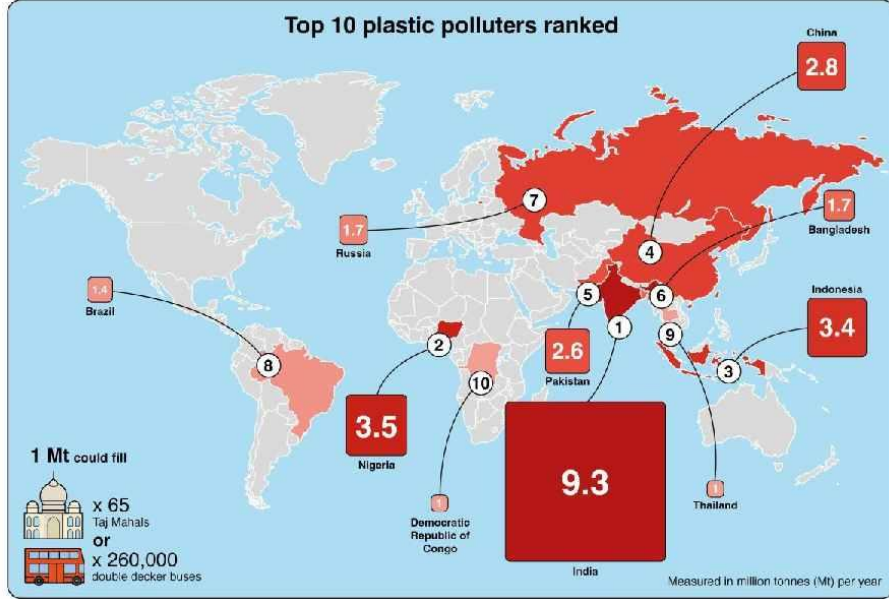 Top 10 plastic polluters ranked
China
2.8
7
1.7
Russia
4
1.7
Bangladesh
1.4
Brazil
5
6
Indonesia
3.4
8
2
1
9
3
2.6
Pakistan
10
3.5
Nigeria
9.3
India
1
Democratic
Republic of
Congo
1
Thailand
1 Mt could fill
x 65
Taj Mahals
or
x 260,000
double decker buses
Measured in million tonnes (Mt) per year